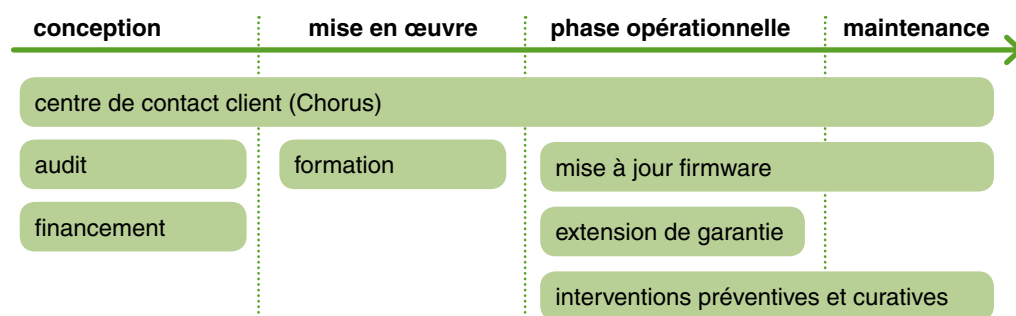 conception
mise en œuvre
phase opérationnelle
maintenance
centre de contact client (Chorus)
audit
formation
mise à jour firmware
financement
extension de garantie
interventions préventives et curatives